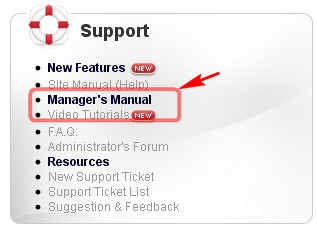 Support
New Features NEW
Site Manual (Help)
Manager's Manual
Video Tutorials NEW
F.A.Q.
Administrator's Forum
Resources
New Support Ticket
Support Ticket List
Suggestion & Feedback